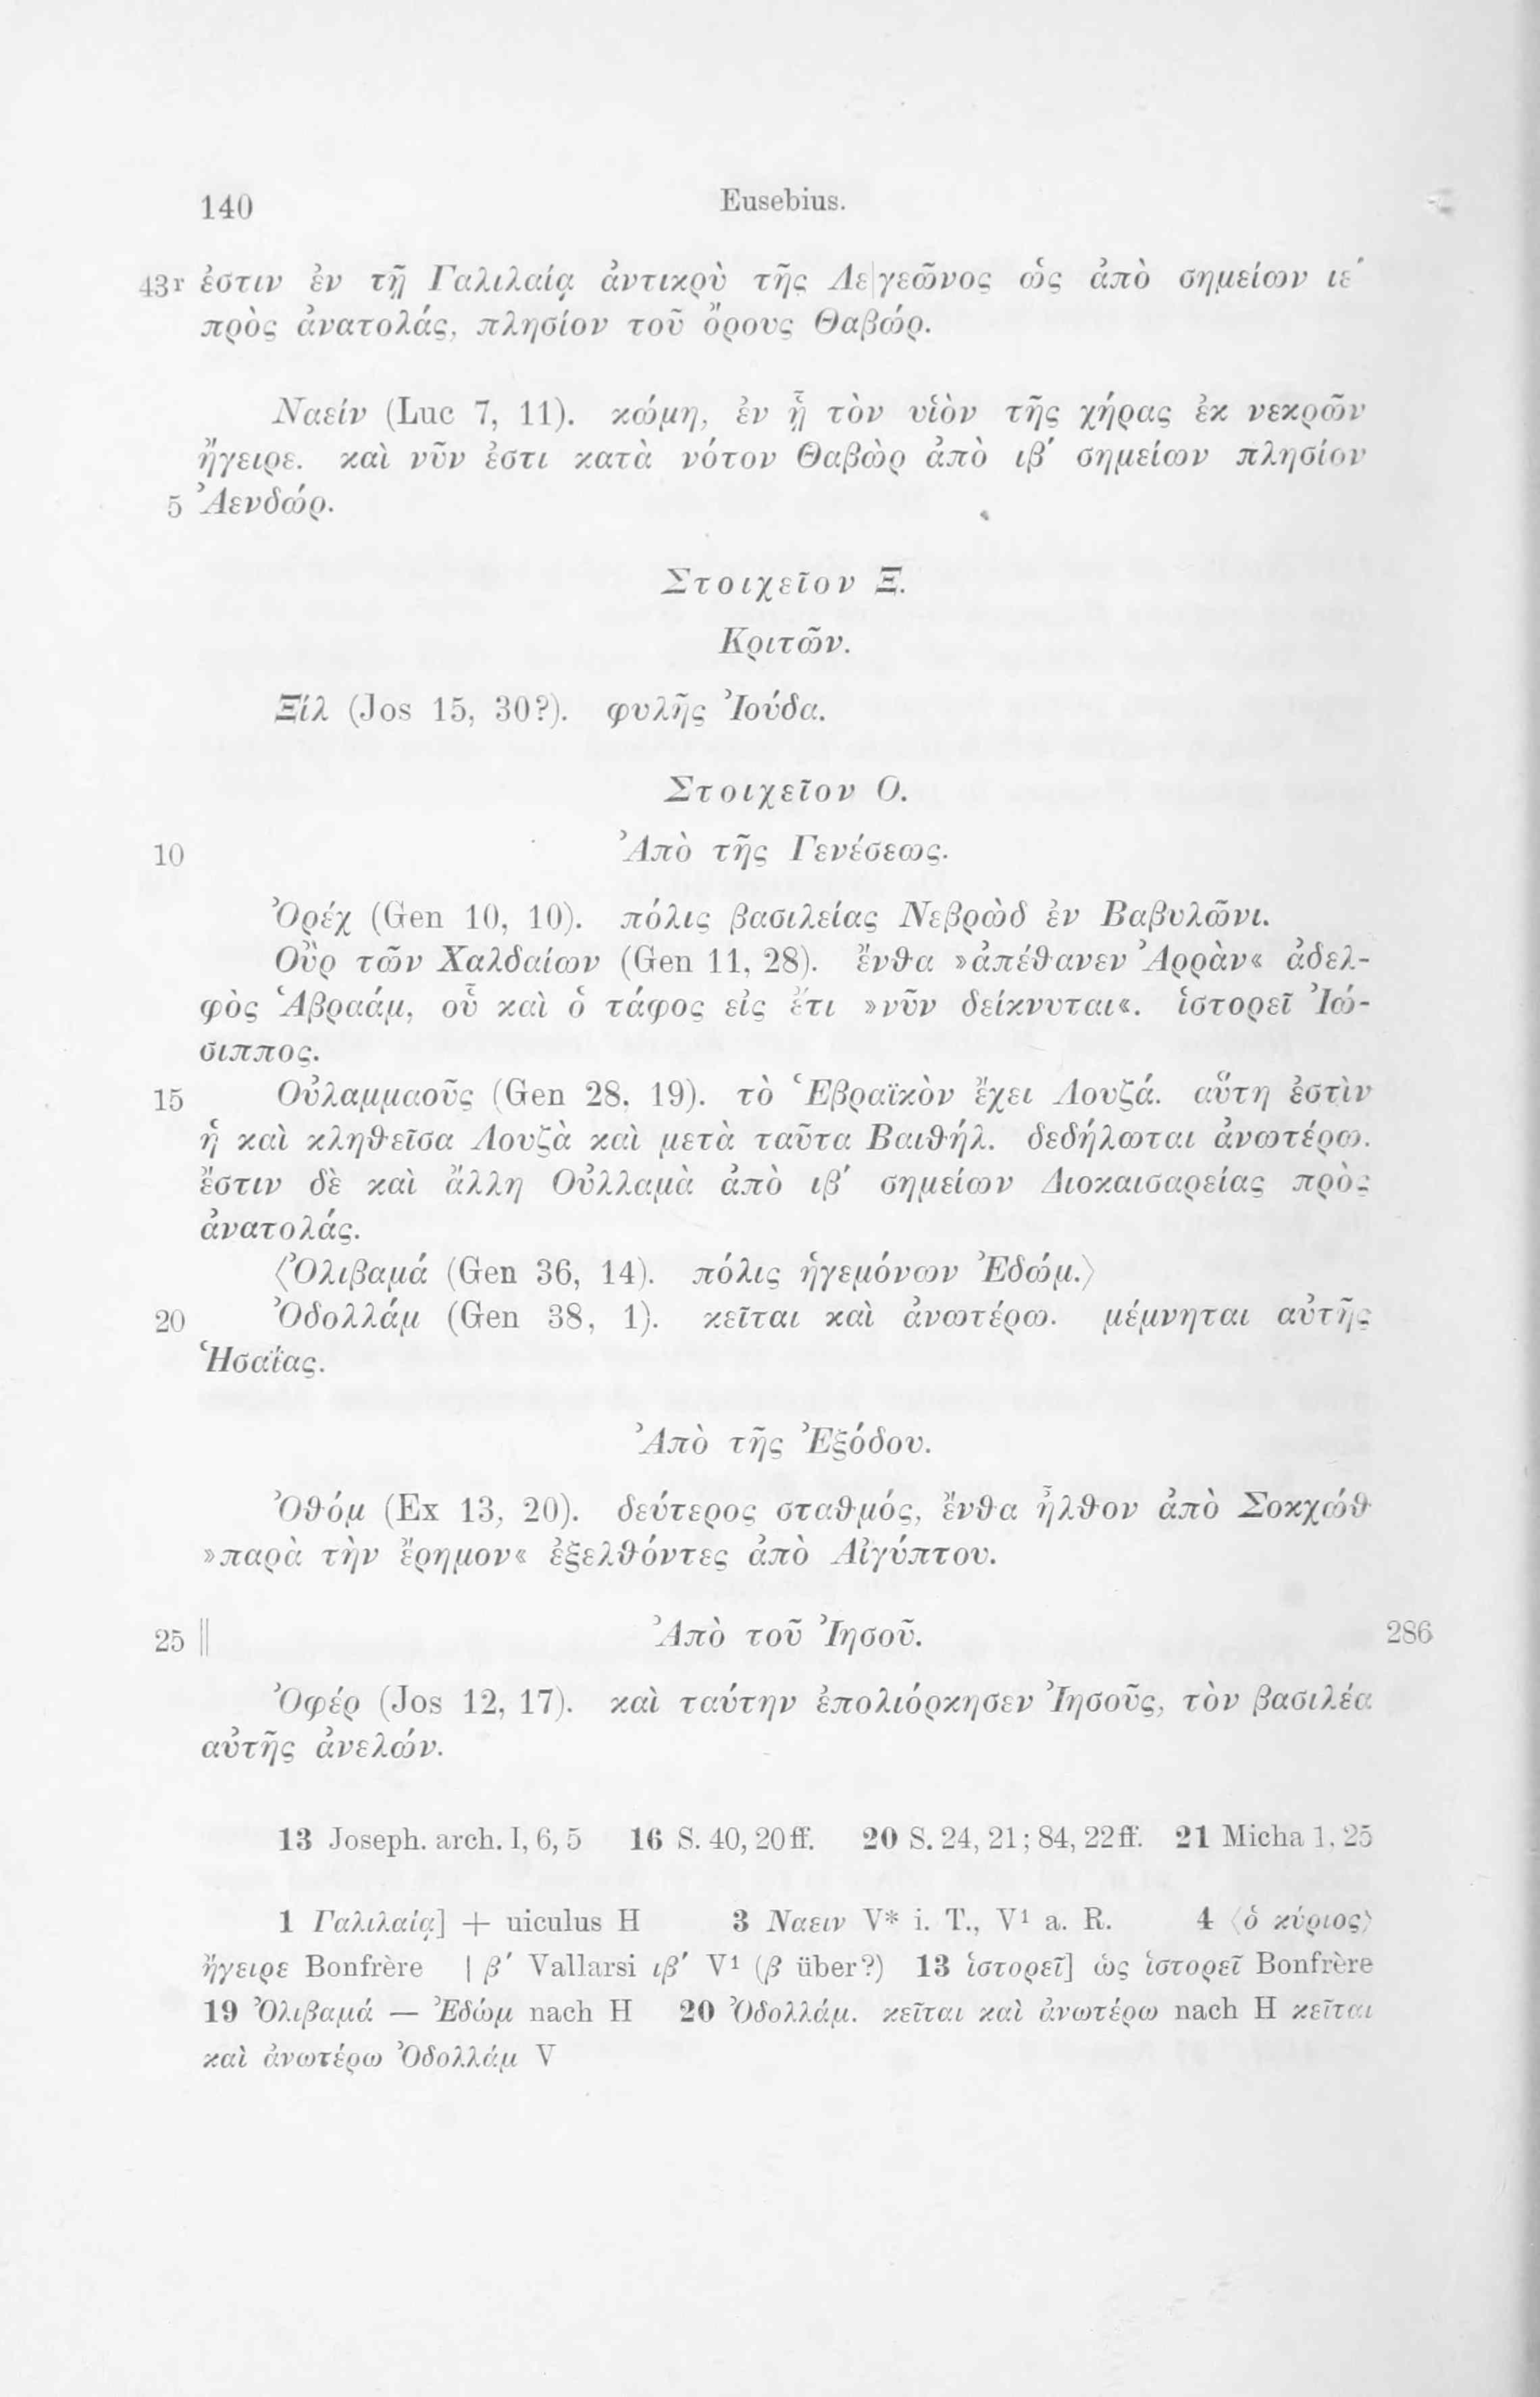 140 Eusebius.
43r ἐστιν ἐν τῇ Γαλιλαίᾳ ἀντικρὺ τῆς Λε|γεῶνος ὡς ἀπὸ σημείων ιε΄
πρὸς ἀνατολάς, πλησίον τοῦ ὄρους Θαβώρ.
Ναείν (Luc 7, 11). κώμη, ἐν ᾗ τὸν υἱὸν τῆς χήρας ἐκ νεκρῶν
ἤγειρε. καὶ νῦν ἐστι κατὰ νότον Θαβὼρ ἀπὸ ιβ΄ σημείων πλησίον
5 Ἀενδώρ.
Στοιχεῖον Ξ.
Κριτῶν.
Ξίλ (Jos 15, 30?). φυλῆς Ἰούδα.
Στοιχεῖον Ο.
10 Ἀπὸ τῆς Γενέσεως.
Ὀρέχ (Gen 10, 10). πόλις βασιλείας Νεβρὼδ ἐν Βαβυλῶνι.
Οὒρ τῶν Χαλδαίων (Gen 11, 28). ἔνθα »ἀπέθανεν Ἀρρὰν« ἀδελ-
φὸς Ἁβραάμ, οὗ καὶ ὁ τάφος εἰς ἔτι »νῦν δείκνυται«. ἱστορεῖ Ἰώ-
σιππος.
15 Οὐλαμμαοῦς (Gen 28, 19). τὸ Ἑβραϊκὸν ἔχει Λουζά. αὕτη ἐστὶν
ἡ καὶ κληθεῖσα Λουζὰ καὶ μετὰ ταῦτα Βαιθήλ. δεδήλωται ἀνωτέρω.
ἔστιν δὲ καὶ ἄλλη Οὐλλαμὰ ἀπὸ ιβ΄ σημείων Διοκαισαρείας πρὸς
ἀνατολάς.
⟨Ὀλιβαμά (Gen 36, 14). πόλις ἡγεμόνων Ἐδώμ.⟩
20 Ὀδολλάμ (Gen 38, 1). κεῖται καὶ ἀνωτέρω. μέμνηται αὐτῆς
Ἡσαΐας.
Ἀπὸ τῆς Ἐξόδου.
Ὀθόμ (Ex 13, 20). δεύτερος σταθμός, ἔνθα ἦλθον ἀπὸ Σοκχώθ
»παρὰ τὴν ἔρημον« ἐξελθόντες ἀπὸ Αἰγύπτου.
25 || Ἀπὸ τοῦ Ἰησοῦ. 286
Ὀφέρ (Jos 12, 17). καὶ ταύτην ἐπολιόρκησεν Ἰησοῦς, τὸν βασιλέα
αὐτῆς ἀνελών.
13 Joseph. arch. I, 6, 5 16 S. 40, 20 ff. 20 S. 24, 21; 84, 22 ff. 21 Micha 1, 25
1 Γαλιλαίᾳ] + uiculus H 3 Ναειν V* i. T., V¹ a. R. 4 ⟨ὁ κύριος⟩
ἤγειρε Bonfrère | β΄ Vallarsi ιβ΄ V¹ (β über?) 13 ἱστορεῖ] ὡς ἱστορεῖ Bonfrère
19 Ὀλιβαμά — Ἐδώμ nach H 20 Ὀδολλάμ. κεῖται καὶ ἀνωτέρω nach H κεῖται
καὶ ἀνωτέρω Ὀδολλάμ V